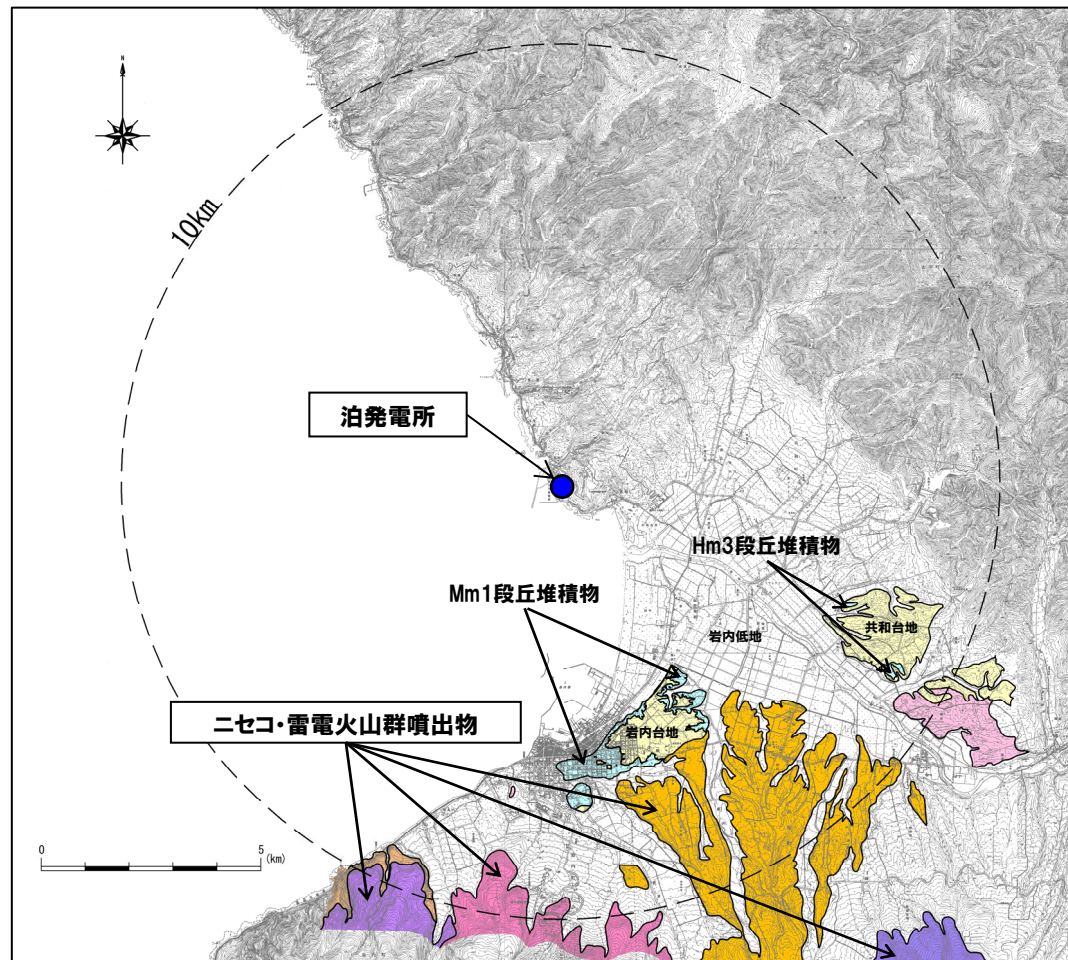 N
10km
泊発電所
Hm3段丘堆積物
Mm1段丘堆積物
共和台地
岩内低地
ニセコ・雷電火山群噴出物
岩内台地
0
5
(km)